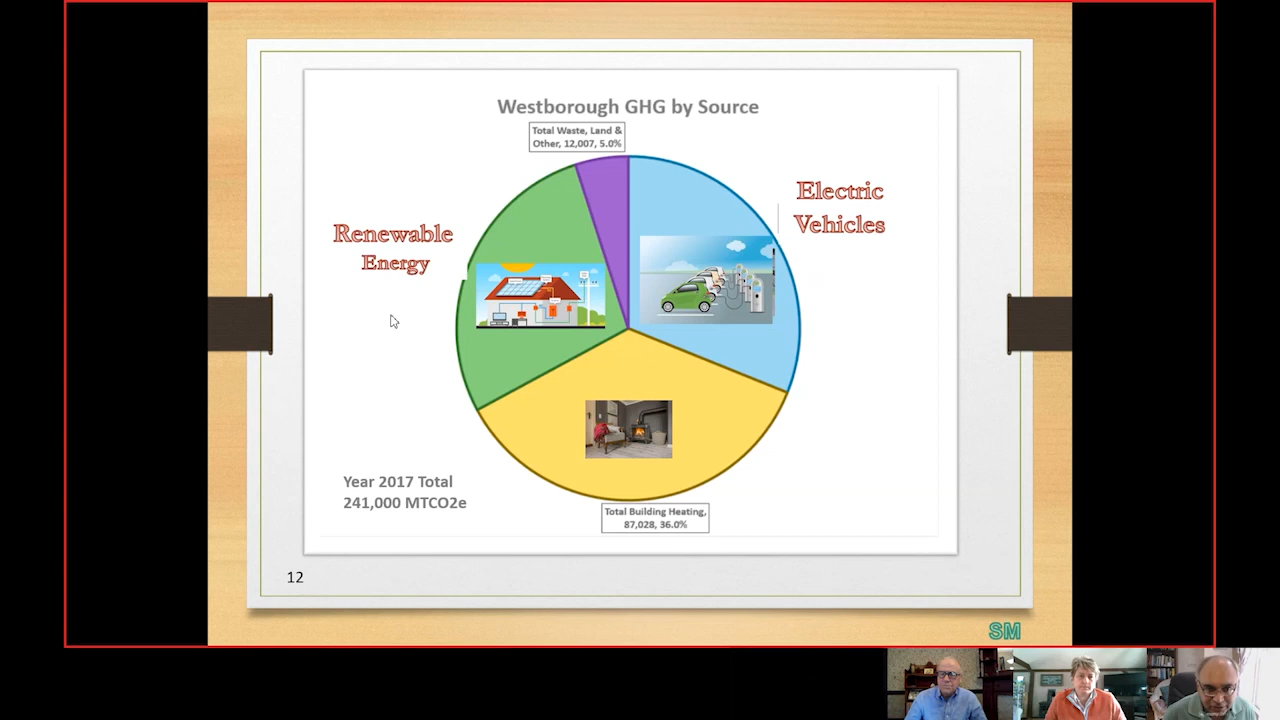 Westborough GHG by Source
Total Waste, Land &
Other, 12,007, 5.0%
Electric
Vehicles
Renewable
Energy
Year 2017 Total
241,000 MTCO2e
Total Building Heating,
87,028, 36.0%
12
SM